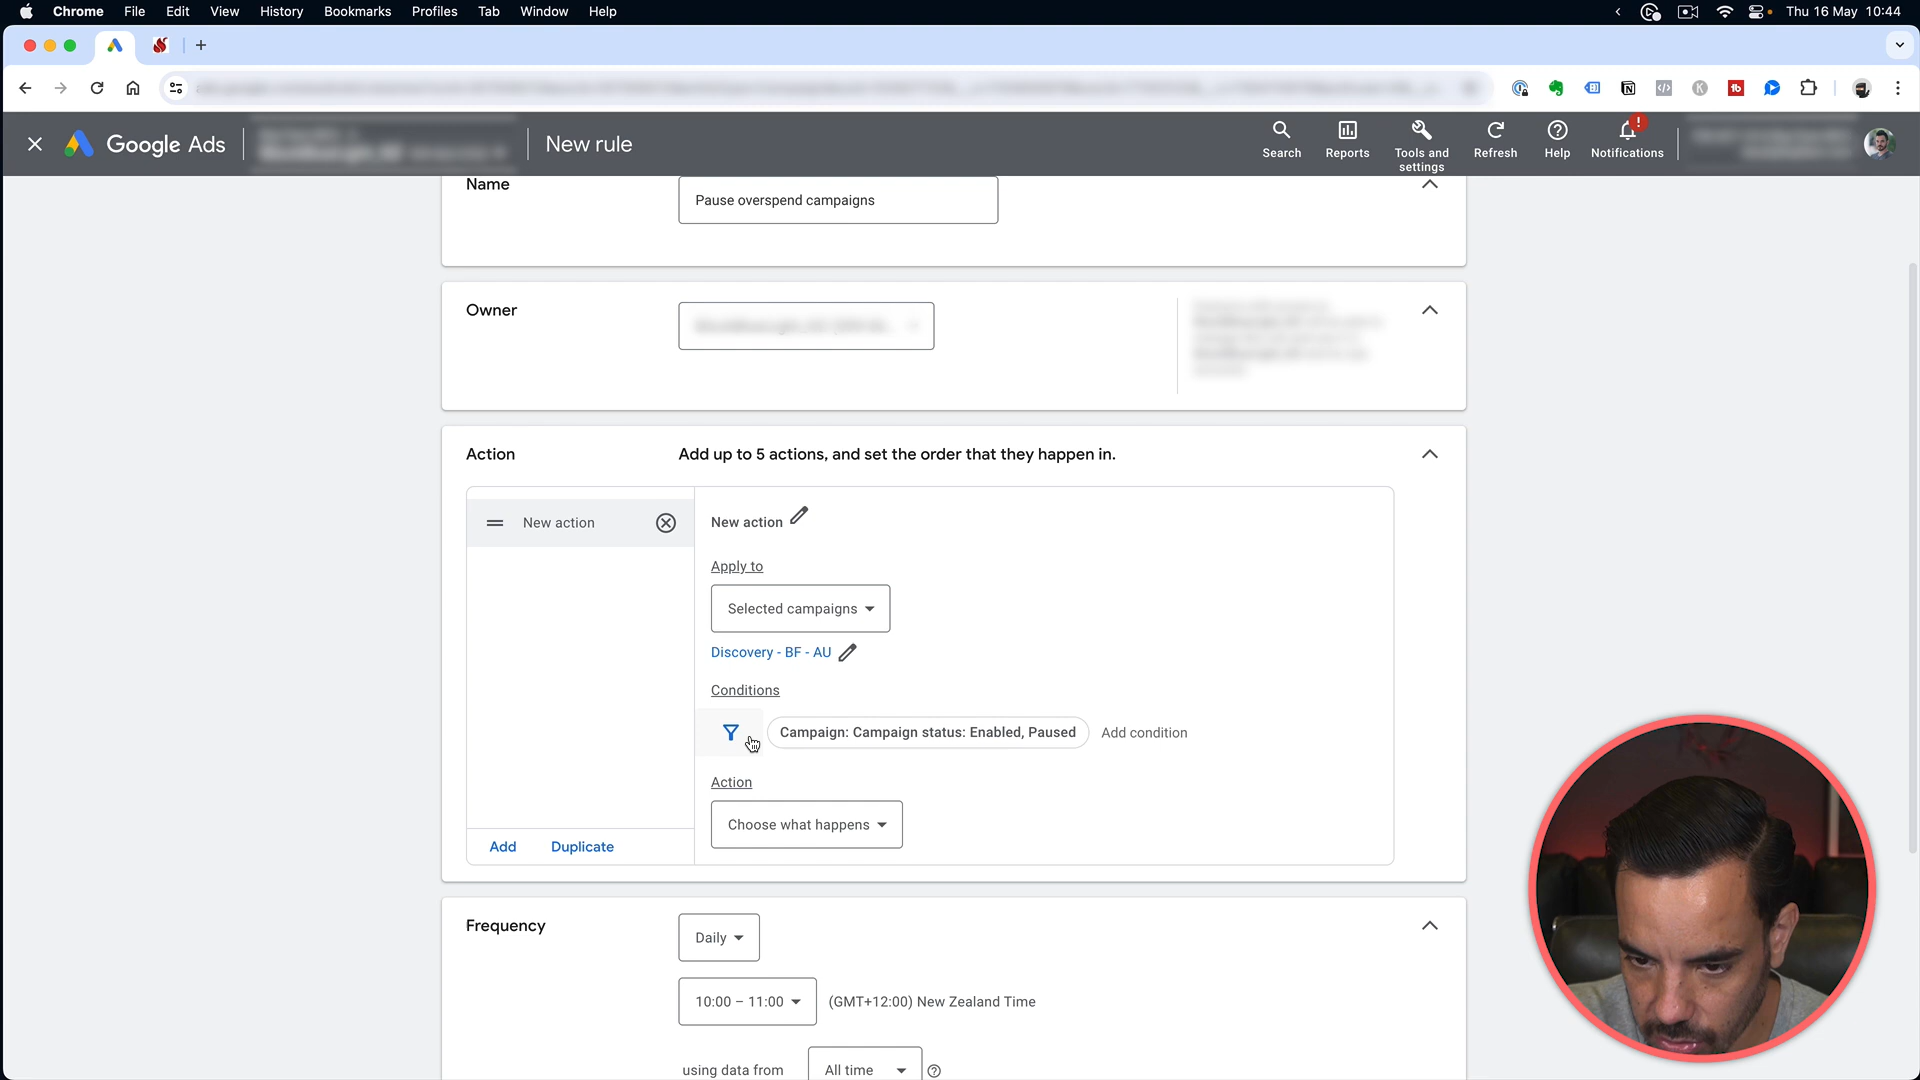 Chrome File Edit View History Bookmarks Profiles Tab Window Help Thu 16 May 10:44
Google Ads New rule Search Reports Tools and settings Refresh Help Notifications
Name
Pause overspend campaigns
Owner
Action
Add up to 5 actions, and set the order that they happen in.
New action
New action
Apply to
Selected campaigns
Discovery - BF - AU
Conditions
Campaign: Campaign status: Enabled, Paused Add condition
Action
Choose what happens
Add Duplicate
Frequency
Daily
10:00 – 11:00 (GMT+12:00) New Zealand Time
using data from All time